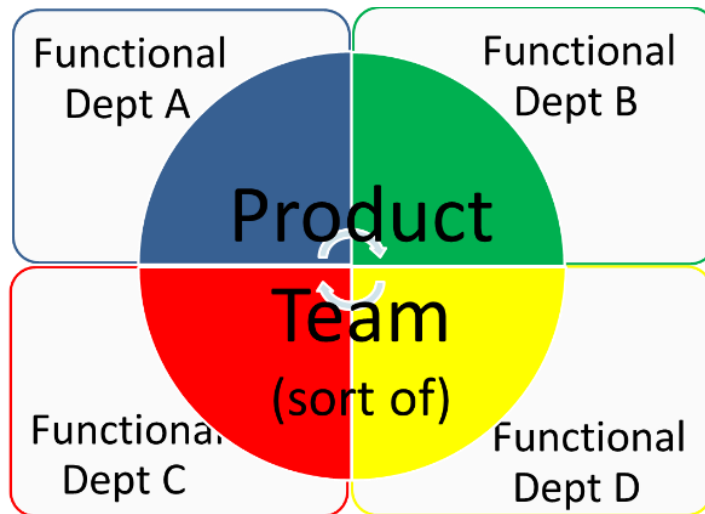 Functional
Dept A
Functional
Dept B
Product
Team
(sort of)
Functional
Dept C
Functional
Dept D